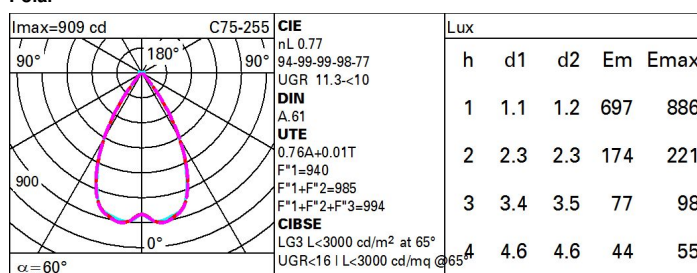 Imax=909 cd C75-255
90° 180° 90°
900
0°
α=60°
CIE
nL 0.77
94-99-99-98-77
UGR 11.3-<10
DIN
A.61
UTE
0.76A+0.01T
F"1=940
F"1+F"2=985
F"1+F"2+F"3=994
CIBSE
LG3 L<3000 cd/m² at 65°
UGR<16 | L<3000 cd/mq @65°
Lux
h d1 d2 Em Emax
1 1.1 1.2 697 886
2 2.3 2.3 174 221
3 3.4 3.5 77 98
4 4.6 4.6 44 55